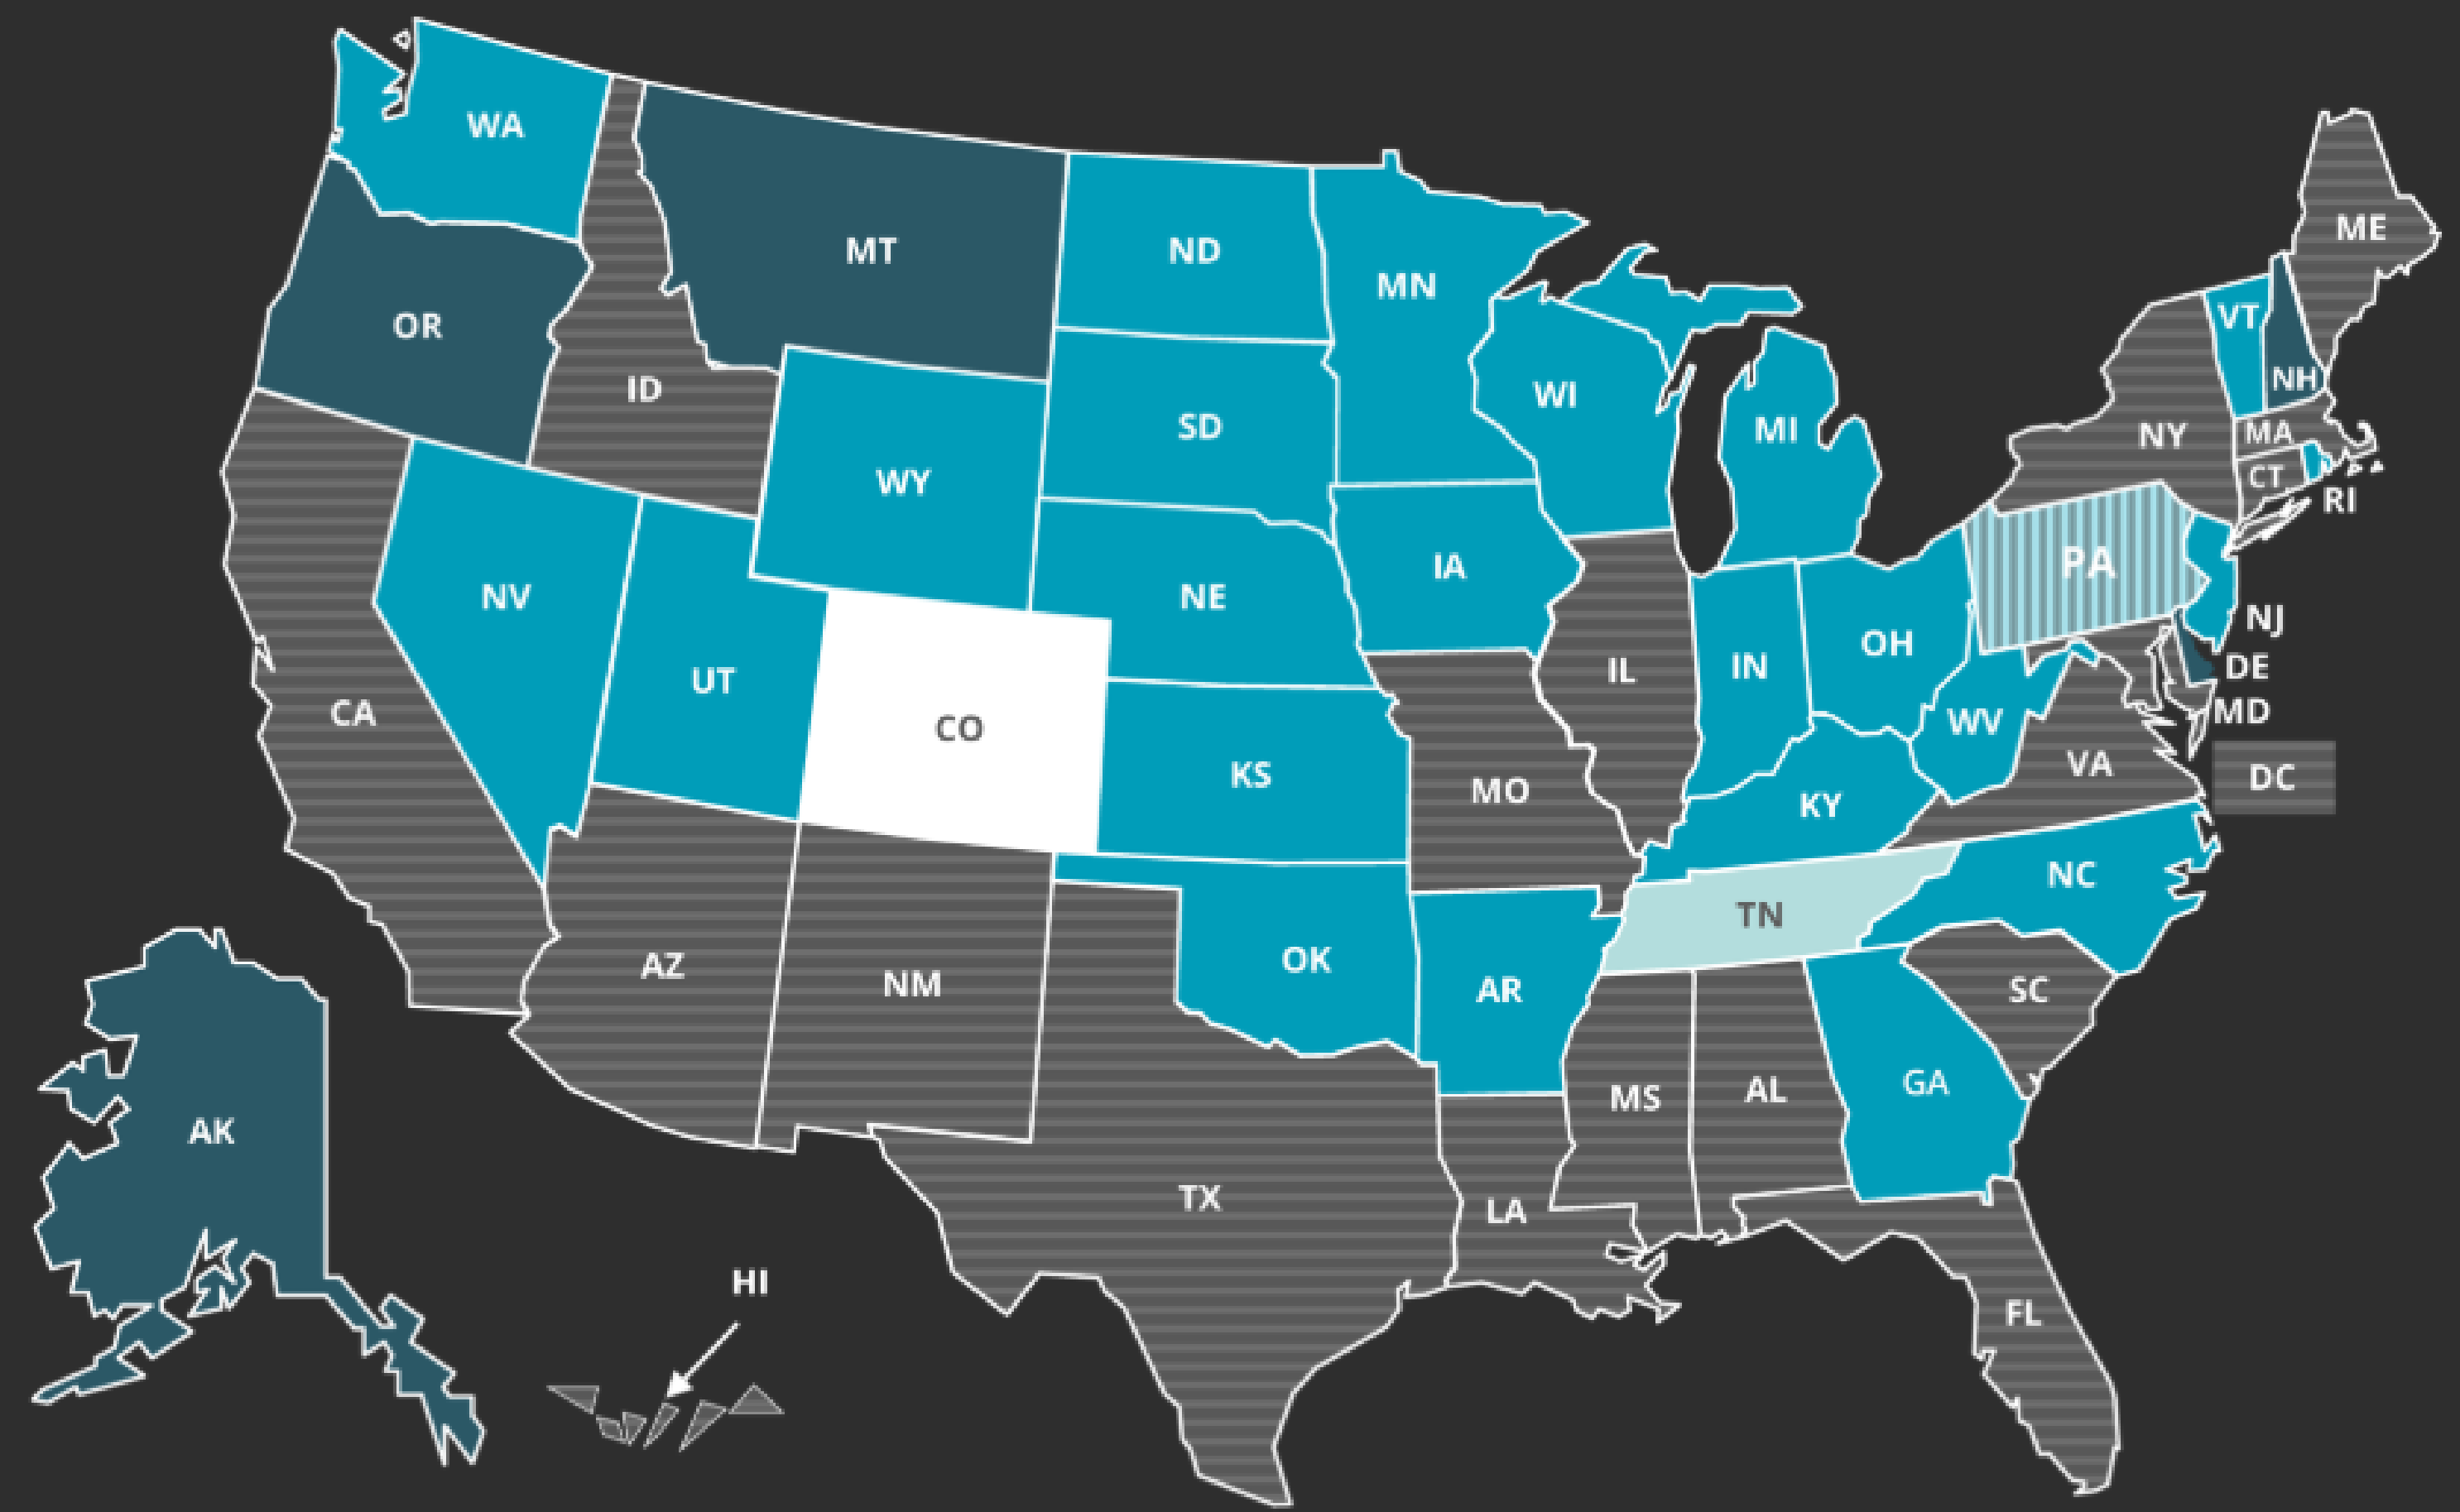 WA
MT
ND
MN
ME
OR
VT
ID
WI
NH
SD
MI
NY
MA
WY
CT
RI
IA
PA
NV
NE
NJ
OH
UT
IL
IN
DE
CA
CO
WV
MD
KS
MO
VA
DC
KY
NC
TN
AZ
OK
NM
AR
SC
GA
AL
MS
AK
TX
LA
HI
FL